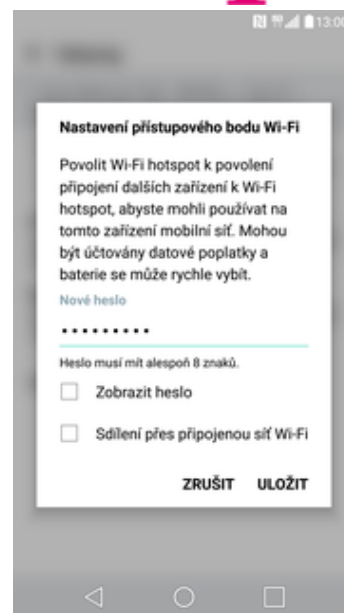 13:00
Nastavení přístupového bodu Wi-Fi
Povolit Wi-Fi hotspot k povolení
připojení dalších zařízení k Wi-Fi
hotspot, abyste mohli používat na
tomto zařízení mobilní síť. Mohou
být účtovány datové poplatky a
baterie se může rychle vybít.
Nové heslo
•••••••••
Heslo musí mít alespoň 8 znaků.
Zobrazit heslo
Sdílení přes připojenou síť Wi-Fi
ZRUŠIT ULOŽIT